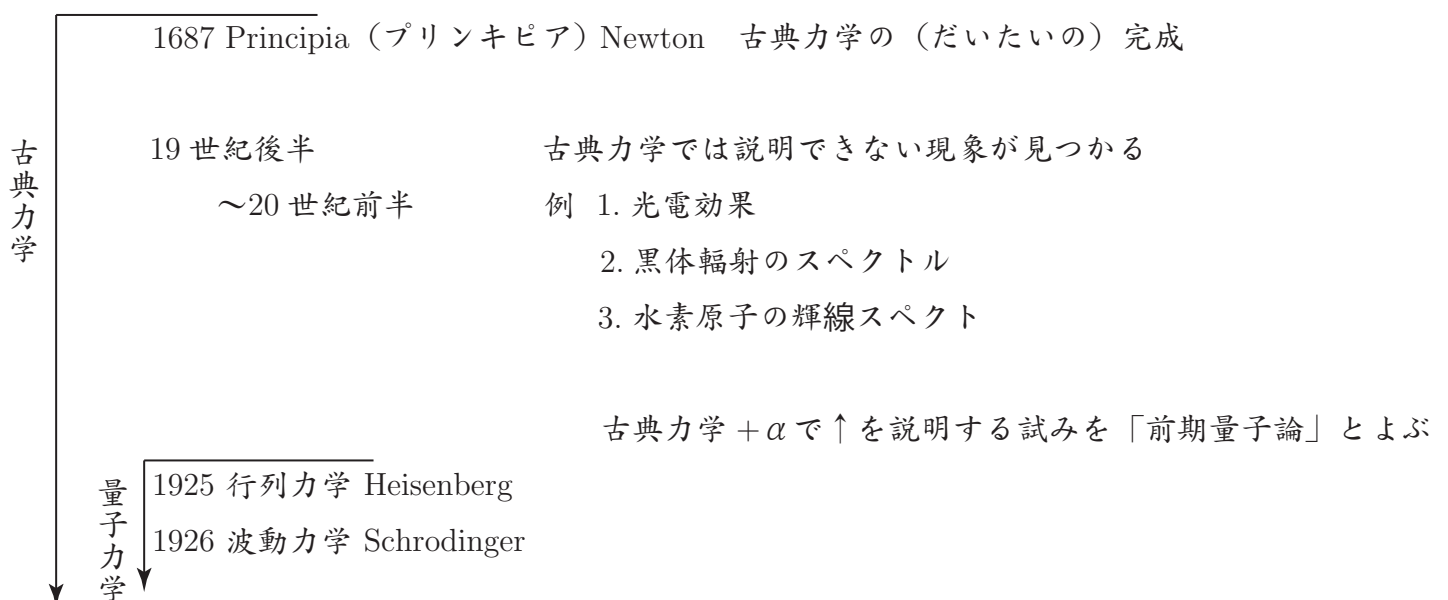 1687 Principia（プリンキピア）Newton　古典力学の（だいたいの）完成
古典力学
19 世紀後半　古典力学では説明できない現象が見つかる
〜20 世紀前半　例 1. 光電効果
2. 黒体輻射のスペクトル
3. 水素原子の輝線スペクト
古典力学 +α で ↑ を説明する試みを「前期量子論」とよぶ
量子力学
1925 行列力学 Heisenberg
1926 波動力学 Schrodinger